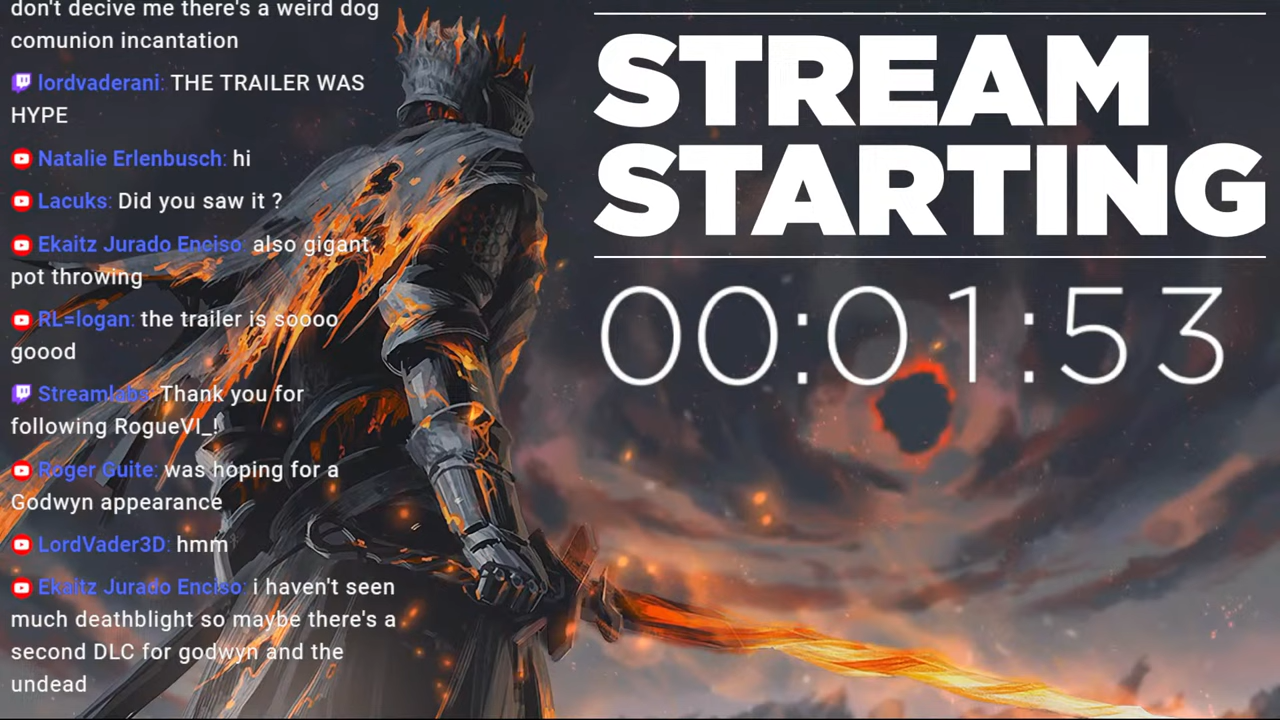 don't decive me there's a weird dog
comunion incantation
lordvaderani: THE TRAILER WAS
HYPE
Natalie Erlenbusch: hi
Lacuks: Did you saw it ?
Ekaitz Jurado Enciso: also gigant
pot throwing
RL=logan: the trailer is soooo
goood
Streamlabs: Thank you for
following RogueVI_!
Roger Guite: was hoping for a
Godwyn appearance
LordVader3D: hmm
Ekaitz Jurado Enciso: i haven't seen
much deathblight so maybe there's a
second DLC for godwyn and the
undead
STREAM
STARTING
00:01:53